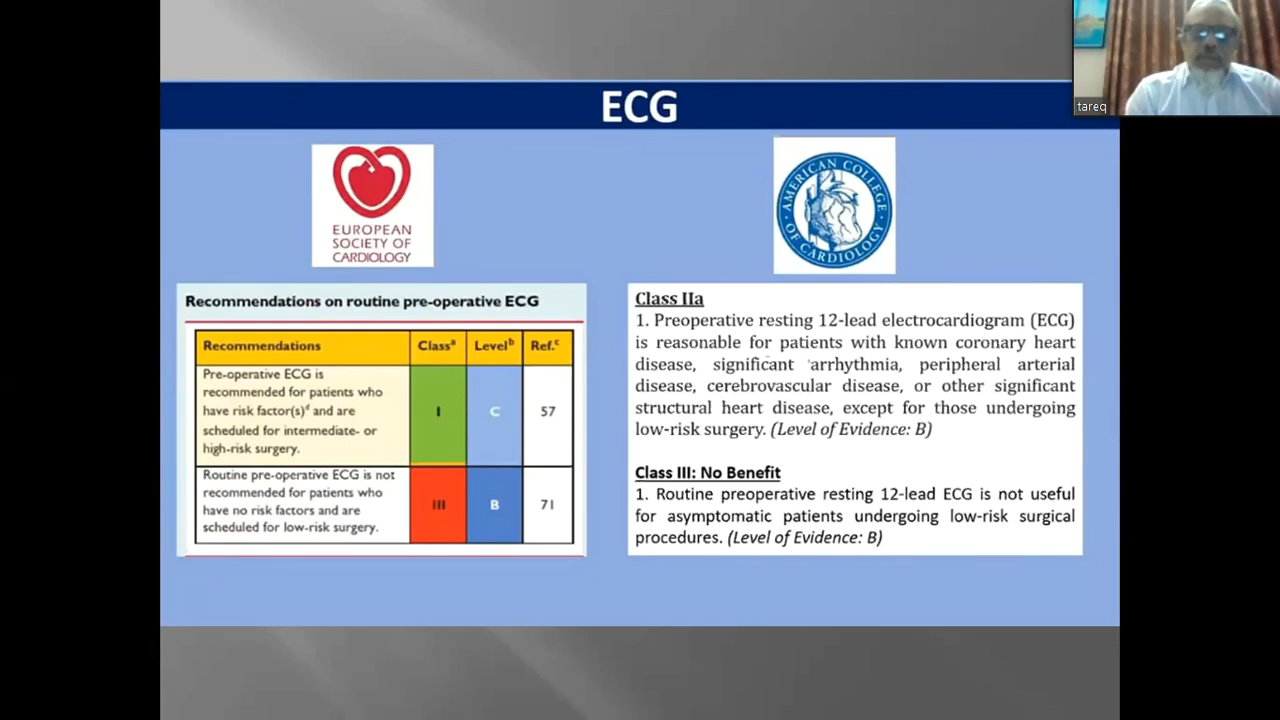 ECG
tareq
EUROPEAN
SOCIETY OF
CARDIOLOGY
AMERICAN COLLEGE
OF CARDIOLOGY
Recommendations on routine pre-operative ECG
Recommendations Classᵃ Levelᵇ Ref.ᶜ
Pre-operative ECG is
recommended for patients who
have risk factor(s)ᵈ and are
scheduled for intermediate- or
high-risk surgery.
I C 57
Routine pre-operative ECG is not
recommended for patients who
have no risk factors and are
scheduled for low-risk surgery.
III B 71
Class IIa
1. Preoperative resting 12-lead electrocardiogram (ECG)
is reasonable for patients with known coronary heart
disease, significant arrhythmia, peripheral arterial
disease, cerebrovascular disease, or other significant
structural heart disease, except for those undergoing
low-risk surgery. (Level of Evidence: B)
Class III: No Benefit
1. Routine preoperative resting 12-lead ECG is not useful
for asymptomatic patients undergoing low-risk surgical
procedures. (Level of Evidence: B)